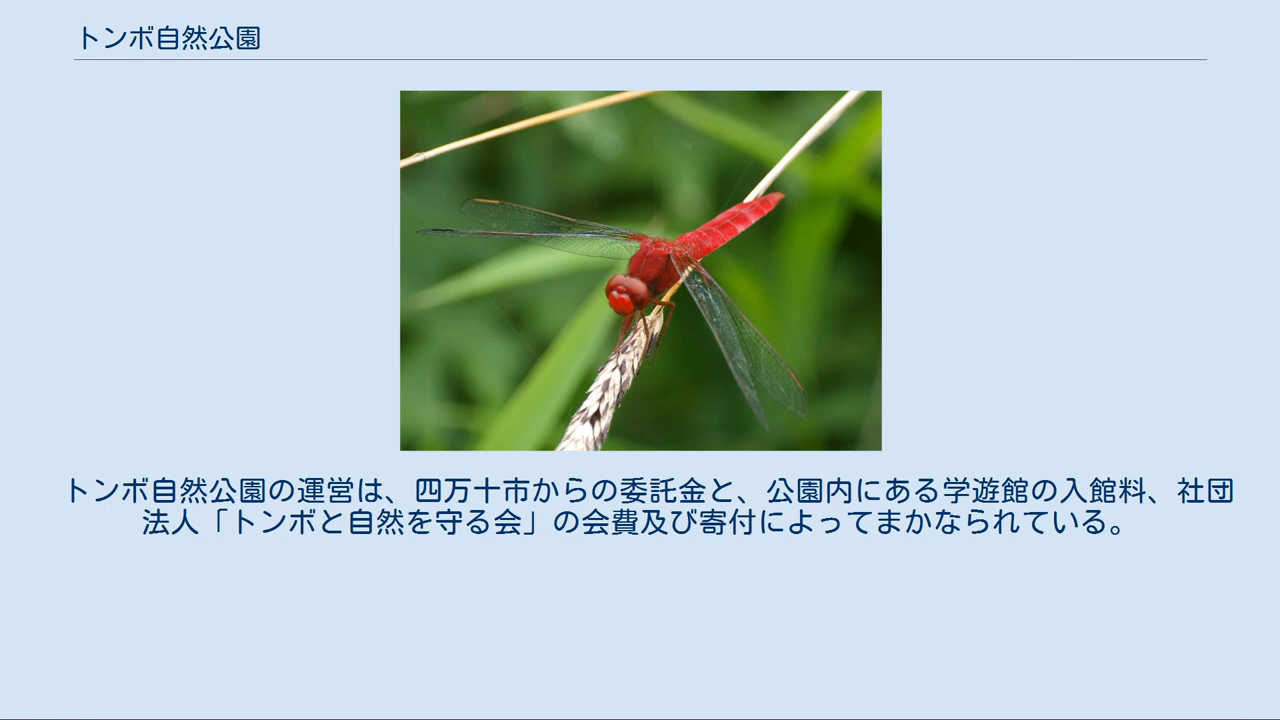 トンボ自然公園
トンボ自然公園の運営は、四万十市からの委託金と、公園内にある学遊館の入館料、社団
法人「トンボと自然を守る会」の会費及び寄付によってまかなられている。